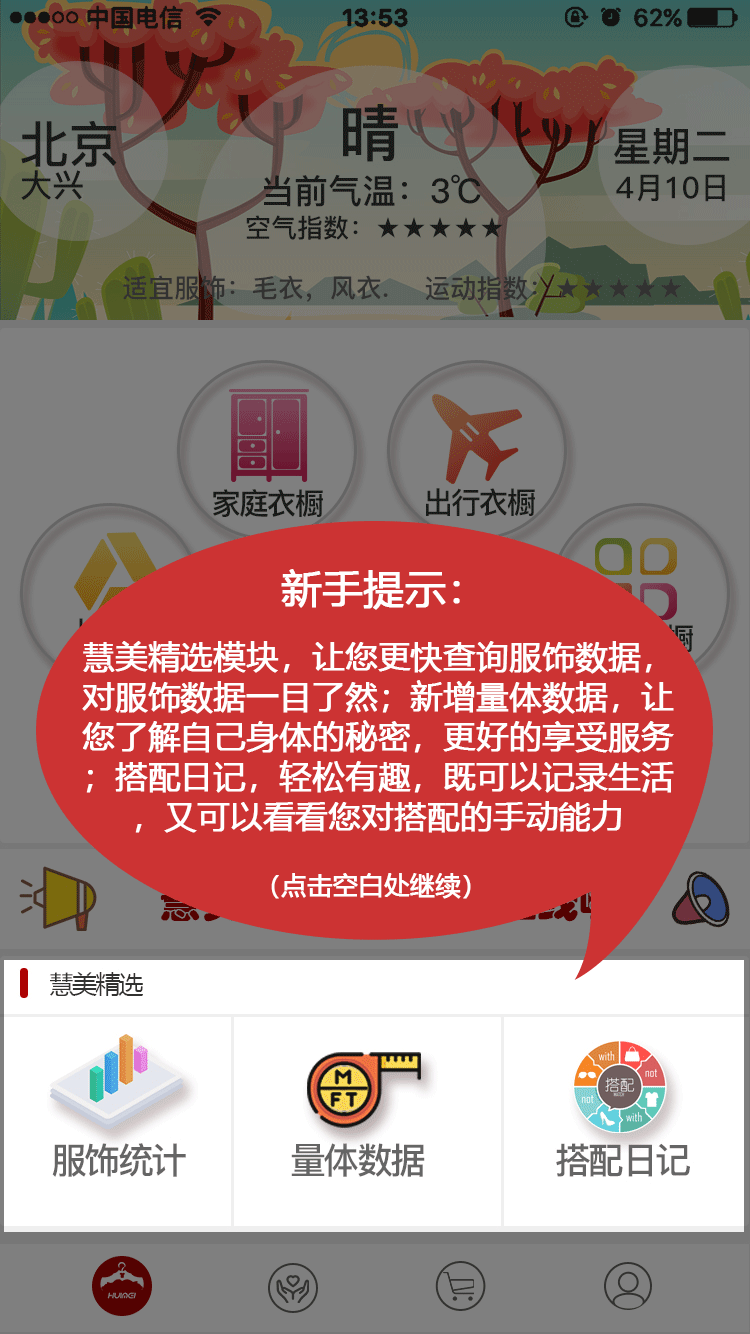 中国电信 13:53 62%
北京
大兴
晴
当前气温：3℃
空气指数：★★★★★
星期二
4月10日
适宜服饰：毛衣，风衣. 运动指数：★★★★★
家庭衣橱
出行衣橱
橱
新手提示：
慧美精选模块，让您更快查询服饰数据，
对服饰数据一目了然；新增量体数据，让
您了解自己身体的秘密，更好的享受服务
；搭配日记，轻松有趣，既可以记录生活
，又可以看看您对搭配的手动能力
（点击空白处继续）
慧美精选
M
FT
with
not
搭配
MATCH
not
with
服饰统计
量体数据
搭配日记
HUIMEI